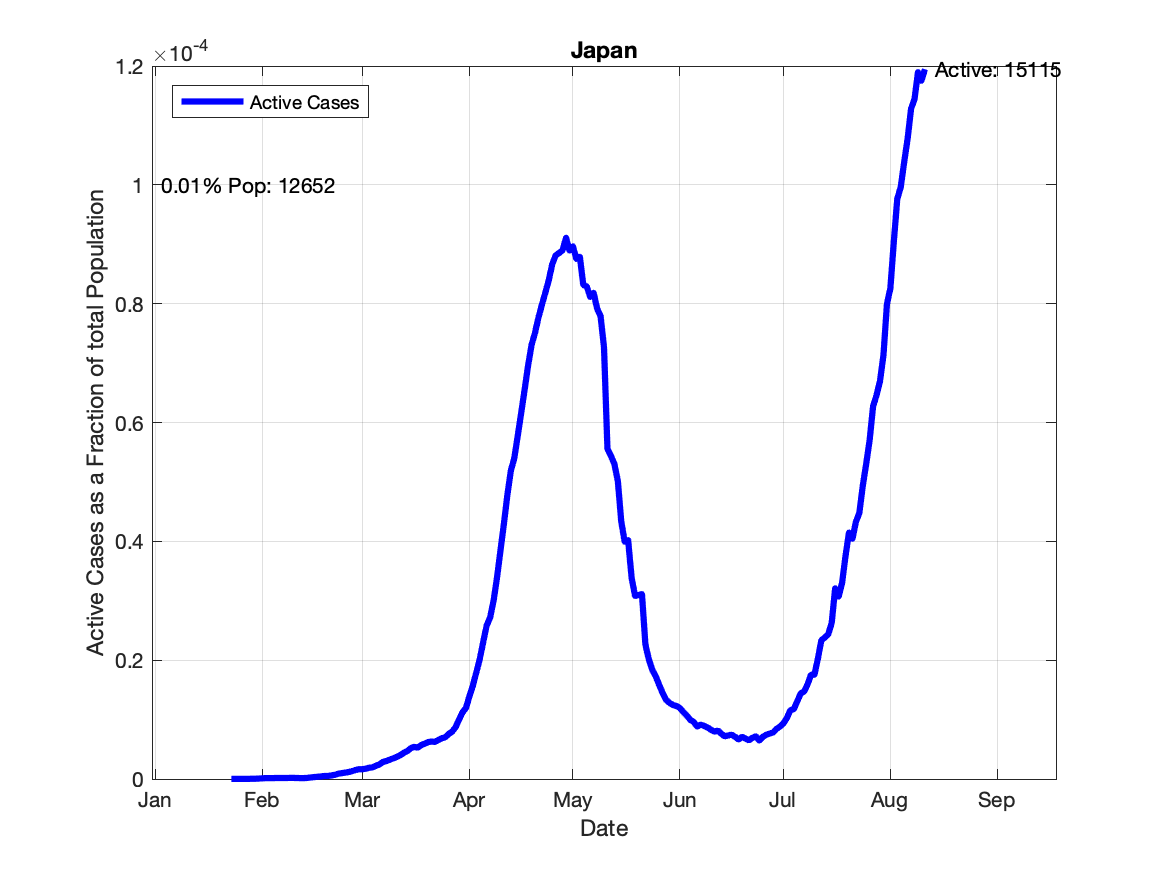 Japan
×10-4
1.2
Active: 15115
Active Cases
1
0.01% Pop: 12652
0.8
0.6
0.4
0.2
0
Active Cases as a Fraction of total Population
Jan Feb Mar Apr May Jun Jul Aug Sep
Date